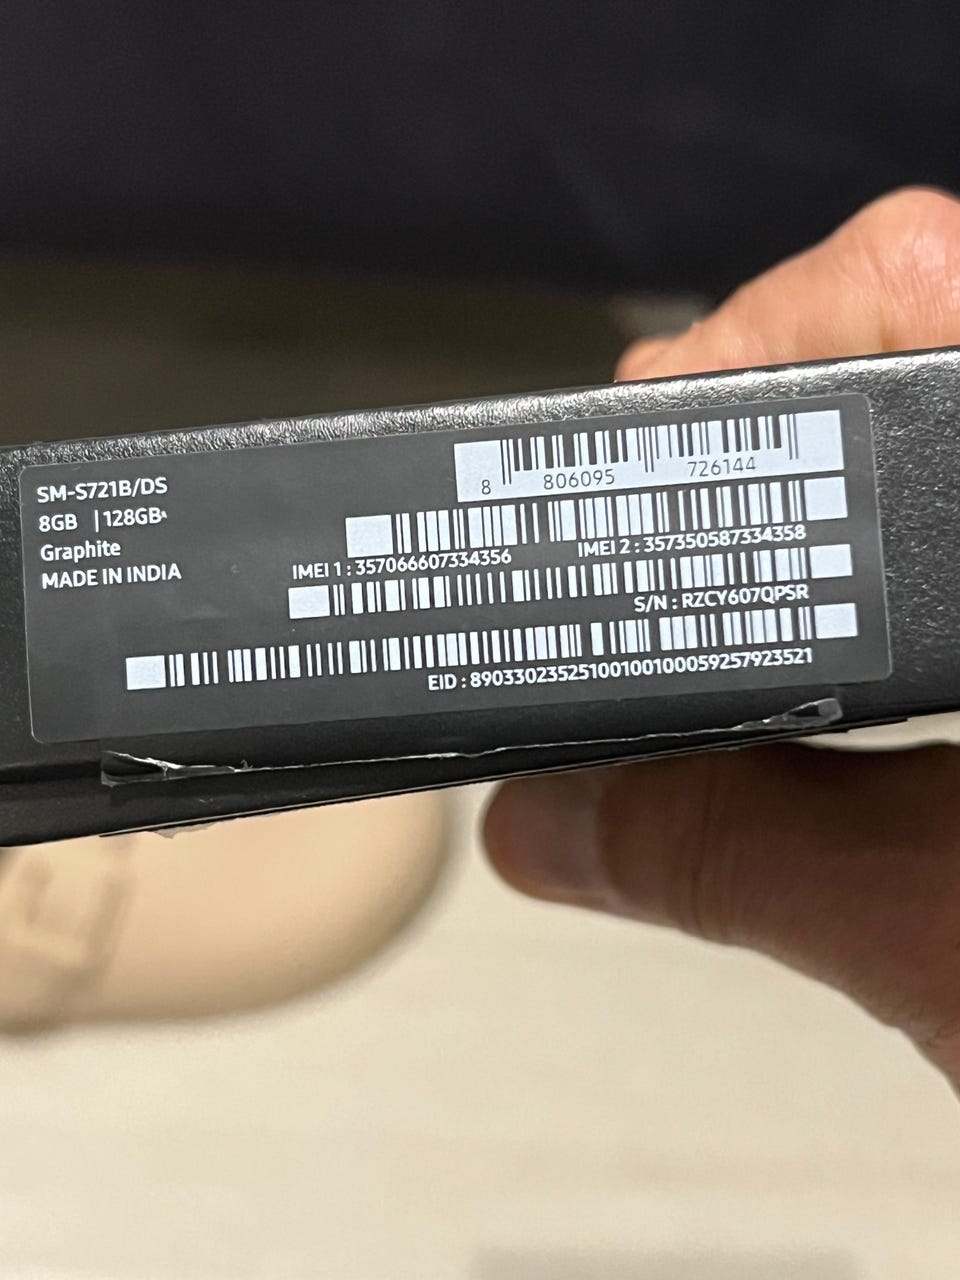 SM-S721B/DS
8GB | 128GB
Graphite
MADE IN INDIA
8 806095 726144
IMEI 1 : 357066607334356
IMEI 2 : 357350587334358
S/N : RZCY607QPSR
EID : 89033023525100100100059257923521